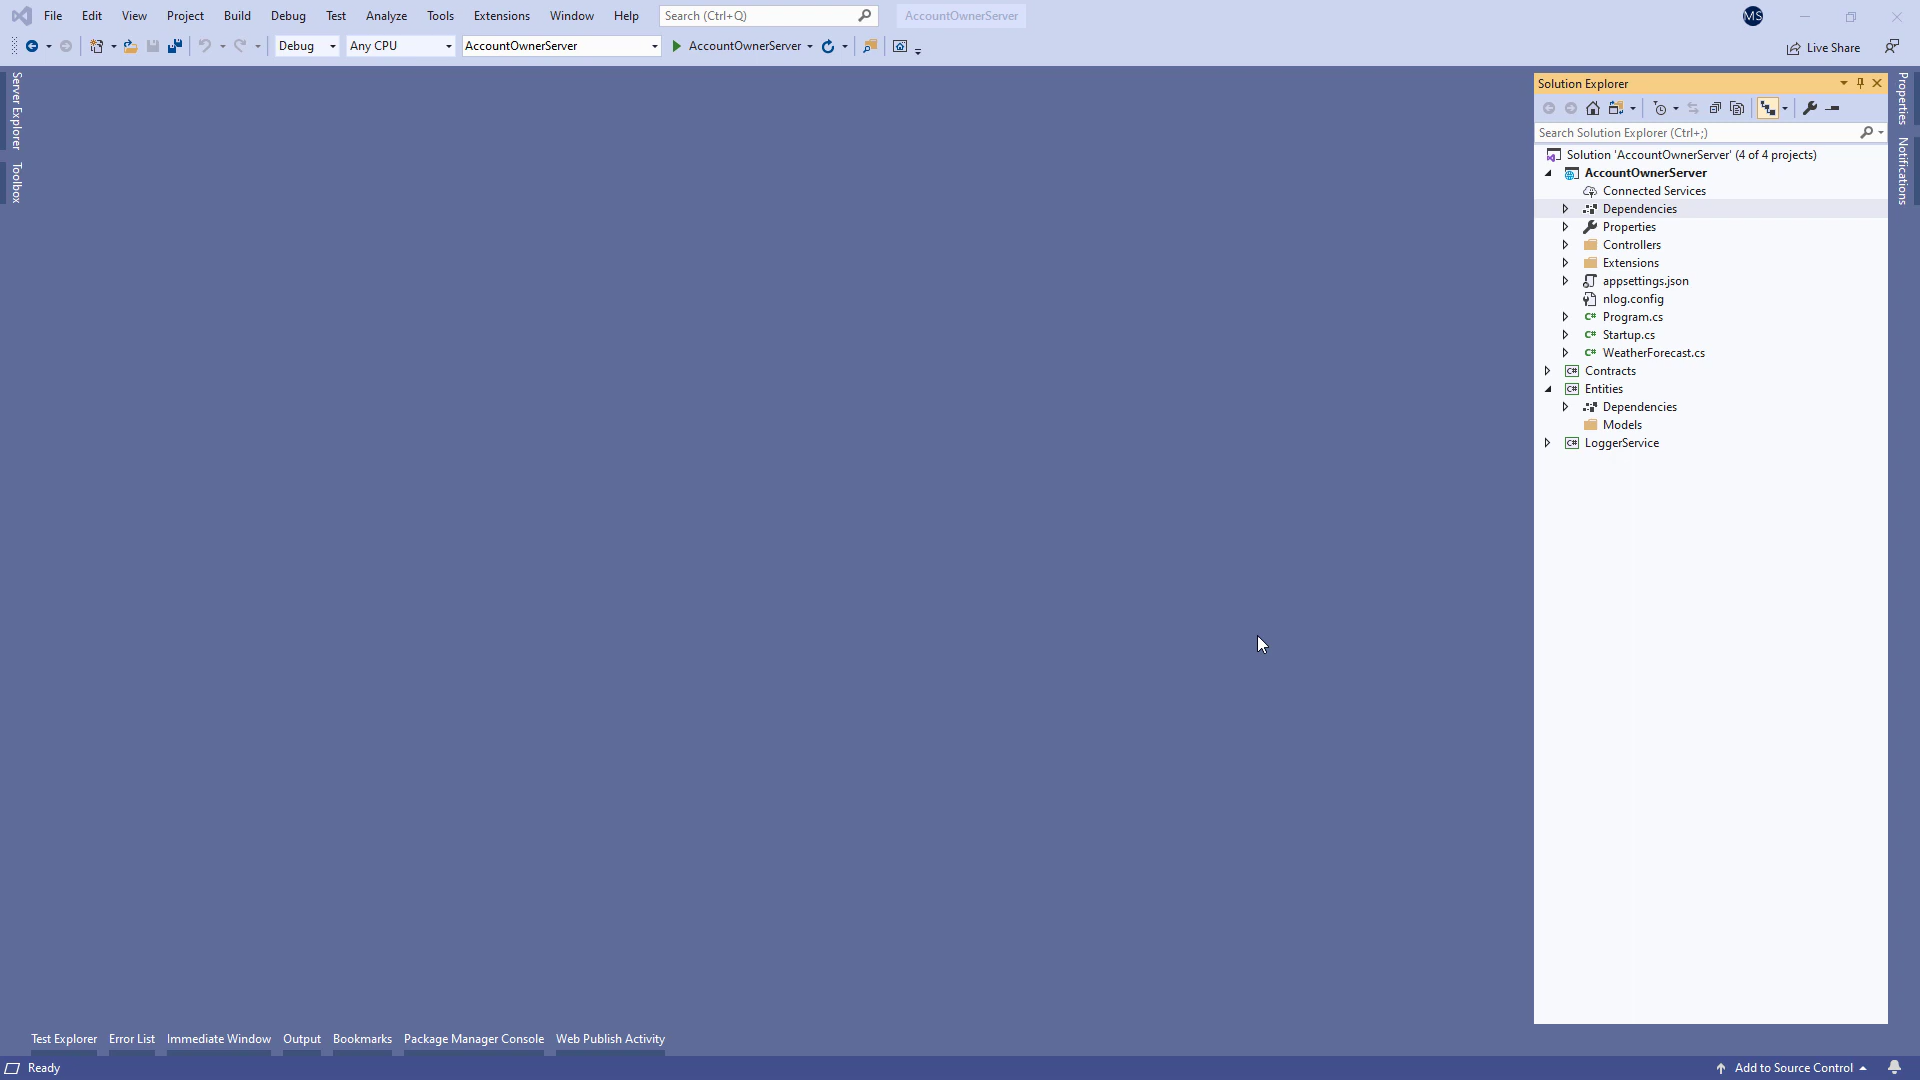 File Edit View Project Build Debug Test Analyze Tools Extensions Window Help Search (Ctrl+Q) AccountOwnerServer MS
Debug Any CPU AccountOwnerServer AccountOwnerServer Live Share
Server Explorer
Toolbox
Solution Explorer
Search Solution Explorer (Ctrl+;)
Solution 'AccountOwnerServer' (4 of 4 projects)
AccountOwnerServer
Connected Services
Dependencies
Properties
Controllers
Extensions
appsettings.json
nlog.config
C# Program.cs
C# Startup.cs
C# WeatherForecast.cs
C# Contracts
C# Entities
Dependencies
Models
C# LoggerService
Properties
Notifications
Test Explorer Error List Immediate Window Output Bookmarks Package Manager Console Web Publish Activity
Ready Add to Source Control